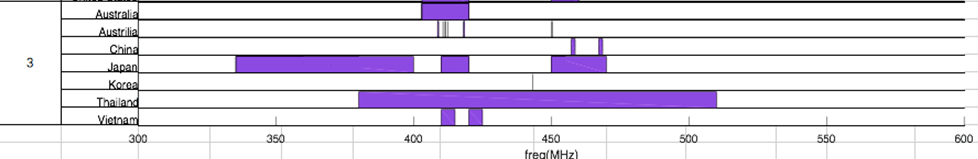 Australia
Austrilia
China
3
Japan
Korea
Thailand
Vietnam
300 350 400 450 500 550 600
freq(MHz)